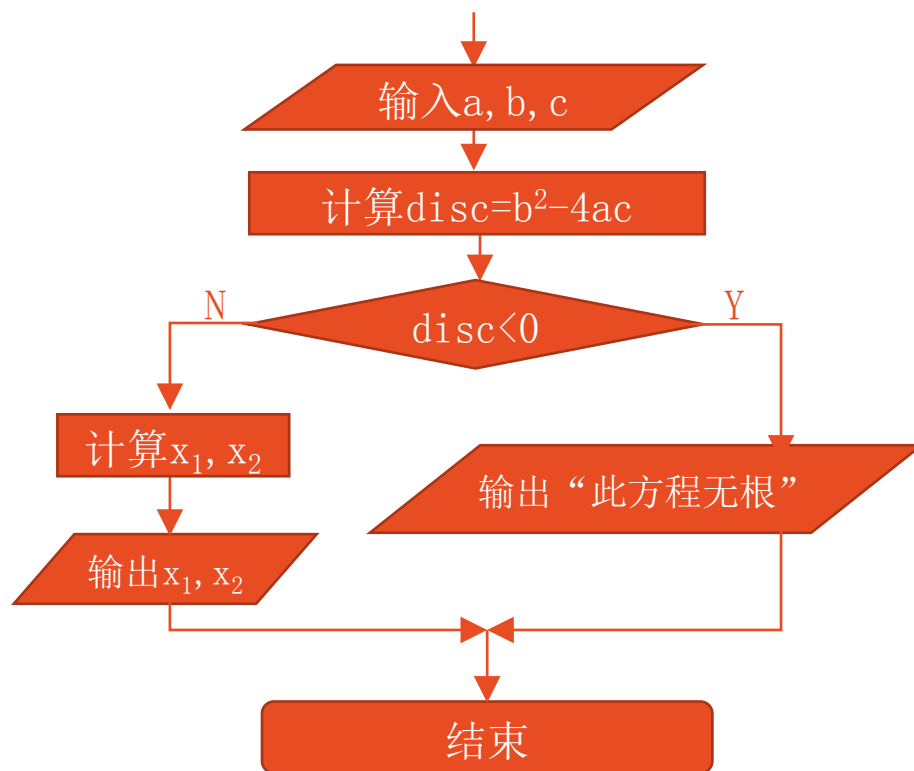 输入a,b,c
计算disc=b²-4ac
N
Y
disc<0
计算x₁,x₂
输出“此方程无根”
输出x₁,x₂
结束